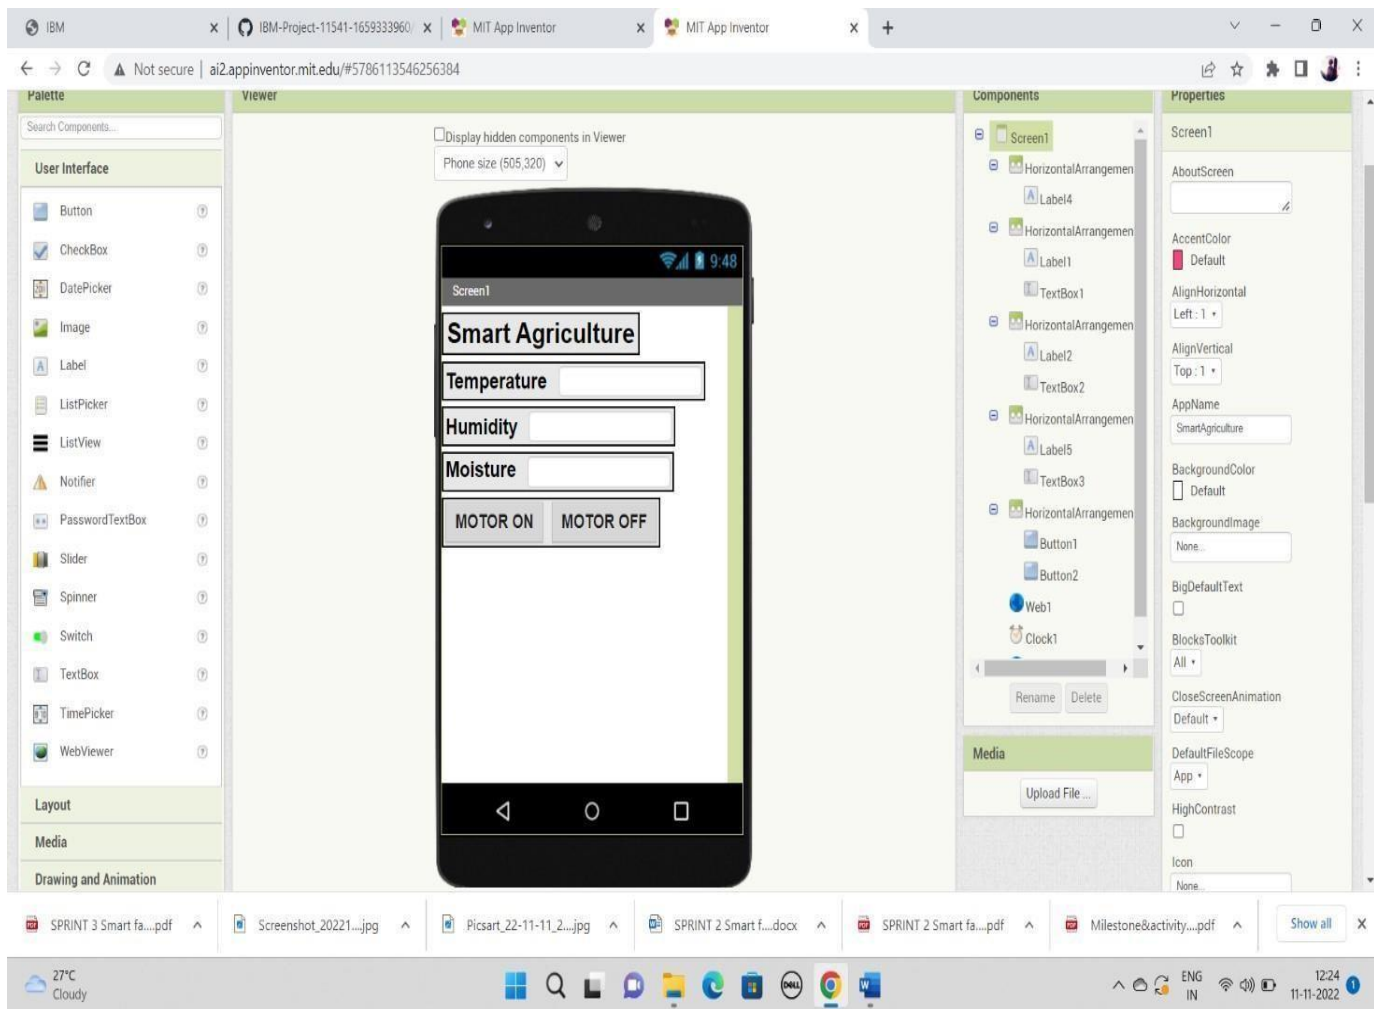 IBM
IBM-Project-11541-1659333960/
MIT App Inventor
MIT App Inventor
Not secure
ai2.appinventor.mit.edu/#5786113546256384
Palette
Viewer
Components
Properties
Search Components...
User Interface
Button
CheckBox
DatePicker
Image
Label
ListPicker
ListView
Notifier
PasswordTextBox
Slider
Spinner
Switch
TextBox
TimePicker
WebViewer
Layout
Media
Drawing and Animation
Display hidden components in Viewer
Phone size (505,320)
9:48
Screen1
Smart Agriculture
Temperature
Humidity
Moisture
MOTOR ON MOTOR OFF
Screen1
HorizontalArrangemen
Label4
HorizontalArrangemen
Label1
TextBox1
HorizontalArrangemen
Label2
TextBox2
HorizontalArrangemen
Label5
TextBox3
HorizontalArrangemen
Button1
Button2
Web1
Clock1
Rename Delete
Media
Upload File ...
Screen1
AboutScreen
AccentColor
Default
AlignHorizontal
Left : 1
AlignVertical
Top : 1
AppName
SmartAgriculture
BackgroundColor
Default
BackgroundImage
None...
BigDefaultText
BlocksToolkit
All
CloseScreenAnimation
Default
DefaultFileScope
App
HighContrast
Icon
None...
SPRINT 3 Smart fa....pdf
Screenshot_20221....jpg
Picsart_22-11-11_2....jpg
SPRINT 2 Smart f....docx
SPRINT 2 Smart fa....pdf
Milestone&activity....pdf
Show all
27°C
Cloudy
DELL
ENG
IN
12:24
11-11-2022
1